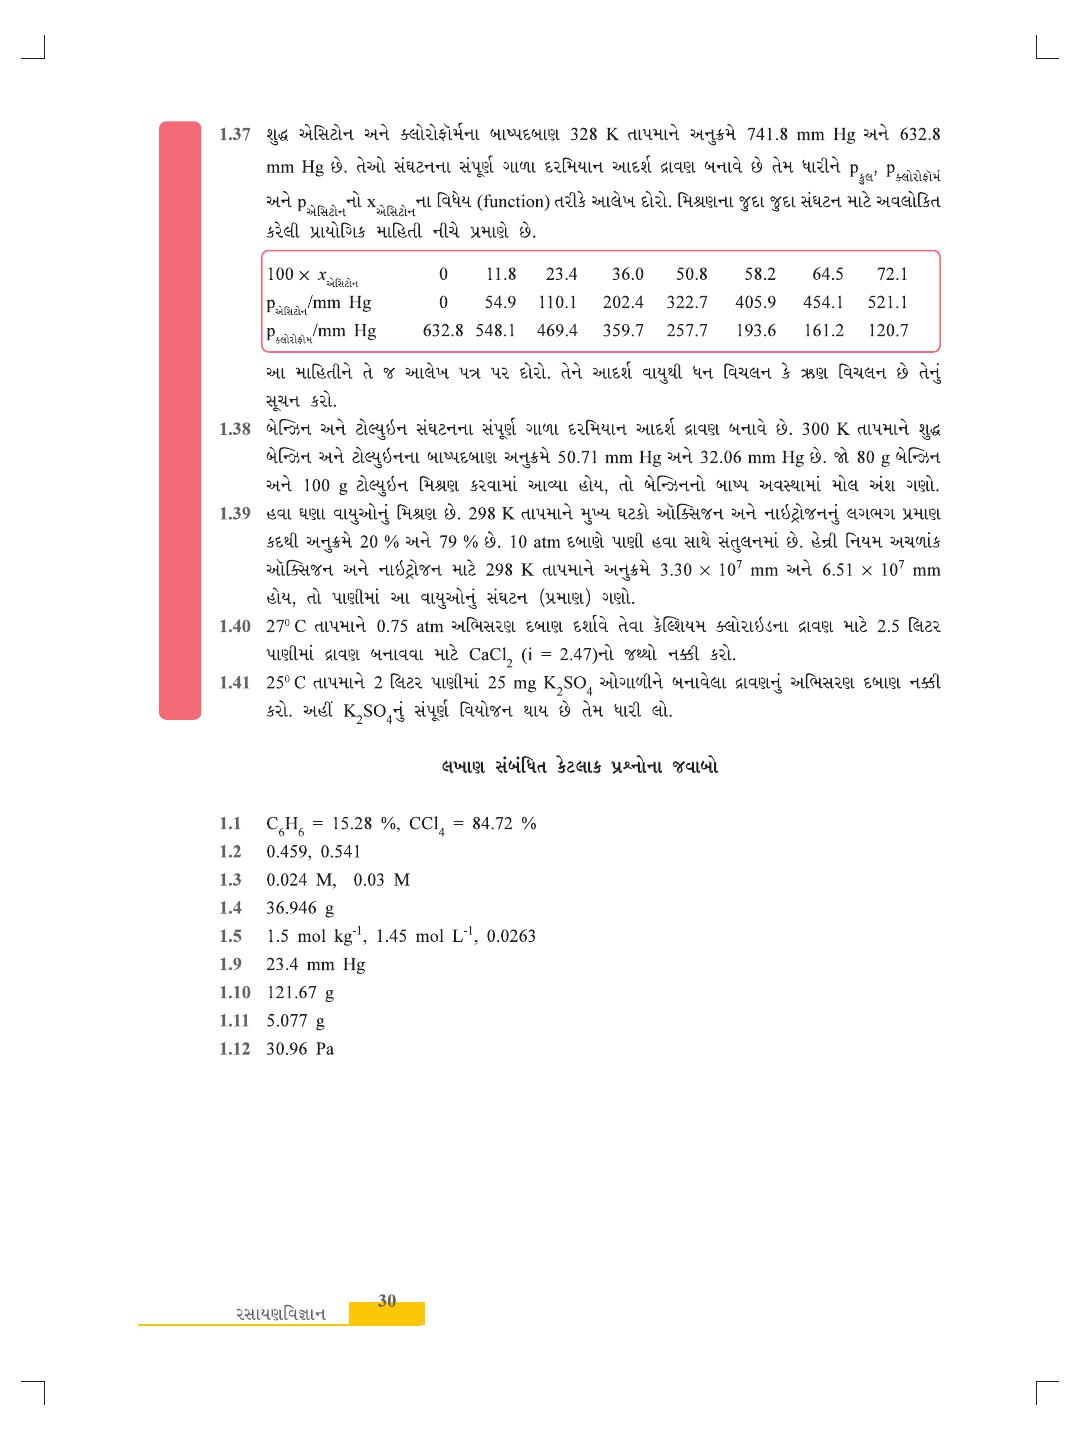 1.37 શુદ્ધ એસિટોન અને ક્લોરોફૉર્મના બાષ્પદબાણ 328 K તાપમાને અનુક્રમે 741.8 mm Hg અને 632.8
mm Hg છે. તેઓ સંઘટનના સંપૂર્ણ ગાળા દરમિયાન આદર્શ દ્રાવણ બનાવે છે તેમ ધારીને pકુલ, pક્લોરોફૉર્મ
અને pએસિટોનનો xએસિટોનના વિધેય (function) તરીકે આલેખ દોરો. મિશ્રણના જુદા જુદા સંઘટન માટે અવલોકિત
કરેલી પ્રાયોગિક માહિતી નીચે પ્રમાણે છે.
100 × xએસિટોન 0 11.8 23.4 36.0 50.8 58.2 64.5 72.1
pએસિટોન/mm Hg 0 54.9 110.1 202.4 322.7 405.9 454.1 521.1
pક્લોરોફોમ/mm Hg 632.8 548.1 469.4 359.7 257.7 193.6 161.2 120.7
આ માહિતીને તે જ આલેખ પત્ર પર દોરો. તેને આદર્શ વાયુથી ધન વિચલન કે ઋણ વિચલન છે તેનું
સૂચન કરો.
1.38 બેન્ઝિન અને ટોલ્યુઇન સંઘટનના સંપૂર્ણ ગાળા દરમિયાન આદર્શ દ્રાવણ બનાવે છે. 300 K તાપમાને શુદ્ધ
બેન્ઝિન અને ટોલ્યુઇનના બાષ્પદબાણ અનુક્રમે 50.71 mm Hg અને 32.06 mm Hg છે. જો 80 g બેન્ઝિન
અને 100 g ટોલ્યુઇન મિશ્રણ કરવામાં આવ્યા હોય, તો બેન્ઝિનનો બાષ્પ અવસ્થામાં મોલ અંશ ગણો.
1.39 હવા ઘણા વાયુઓનું મિશ્રણ છે. 298 K તાપમાને મુખ્ય ઘટકો ઑક્સિજન અને નાઇટ્રોજનનું લગભગ પ્રમાણ
કદથી અનુક્રમે 20 % અને 79 % છે. 10 atm દબાણે પાણી હવા સાથે સંતુલનમાં છે. હેન્રી નિયમ અચળાંક
ઑક્સિજન અને નાઇટ્રોજન માટે 298 K તાપમાને અનુક્રમે 3.30 × 10⁷ mm અને 6.51 × 10⁷ mm
હોય, તો પાણીમાં આ વાયુઓનું સંઘટન (પ્રમાણ) ગણો.
1.40 27⁰ C તાપમાને 0.75 atm અભિસરણ દબાણ દર્શાવે તેવા કૅલ્શિયમ ક્લોરાઇડના દ્રાવણ માટે 2.5 લિટર
પાણીમાં દ્રાવણ બનાવવા માટે CaCl₂ (i = 2.47)નો જથ્થો નક્કી કરો.
1.41 25⁰ C તાપમાને 2 લિટર પાણીમાં 25 mg K₂SO₄ ઓગાળીને બનાવેલા દ્રાવણનું અભિસરણ દબાણ નક્કી
કરો. અહીં K₂SO₄નું સંપૂર્ણ વિયોજન થાય છે તેમ ધારી લો.
લખાણ સંબંધિત કેટલાક પ્રશ્નોના જવાબો
1.1 C₆H₆ = 15.28 %, CCl₄ = 84.72 %
1.2 0.459, 0.541
1.3 0.024 M, 0.03 M
1.4 36.946 g
1.5 1.5 mol kg⁻¹, 1.45 mol L⁻¹, 0.0263
1.9 23.4 mm Hg
1.10 121.67 g
1.11 5.077 g
1.12 30.96 Pa
રસાયણવિજ્ઞાન 30